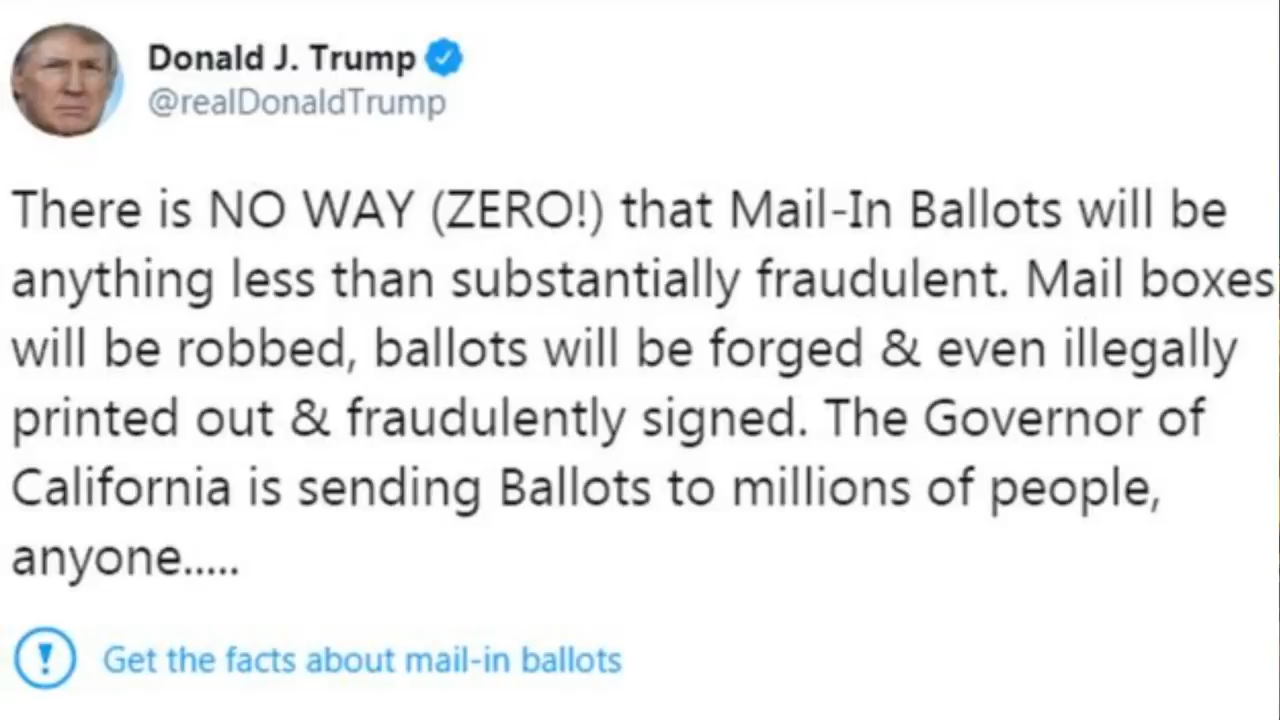 Donald J. Trump
@realDonaldTrump
There is NO WAY (ZERO!) that Mail-In Ballots will be
anything less than substantially fraudulent. Mail boxes
will be robbed, ballots will be forged & even illegally
printed out & fraudulently signed. The Governor of
California is sending Ballots to millions of people,
anyone.....
Get the facts about mail-in ballots